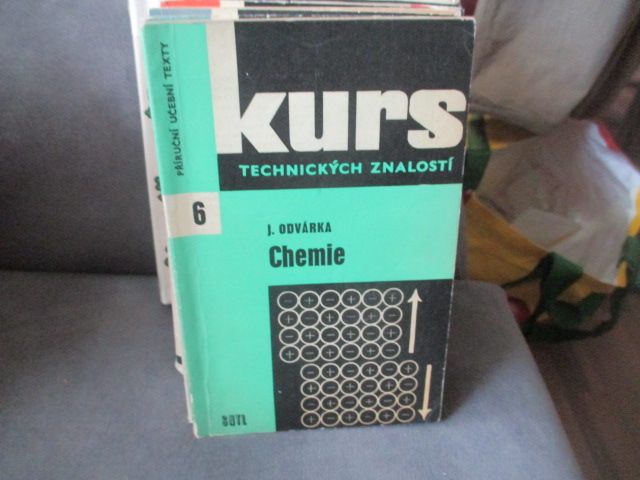 PŘÍRUČNÍ UČEBNÍ TEXTY
kurs
TECHNICKÝCH ZNALOSTÍ
6
J. ODVÁRKA
Chemie
SNTL